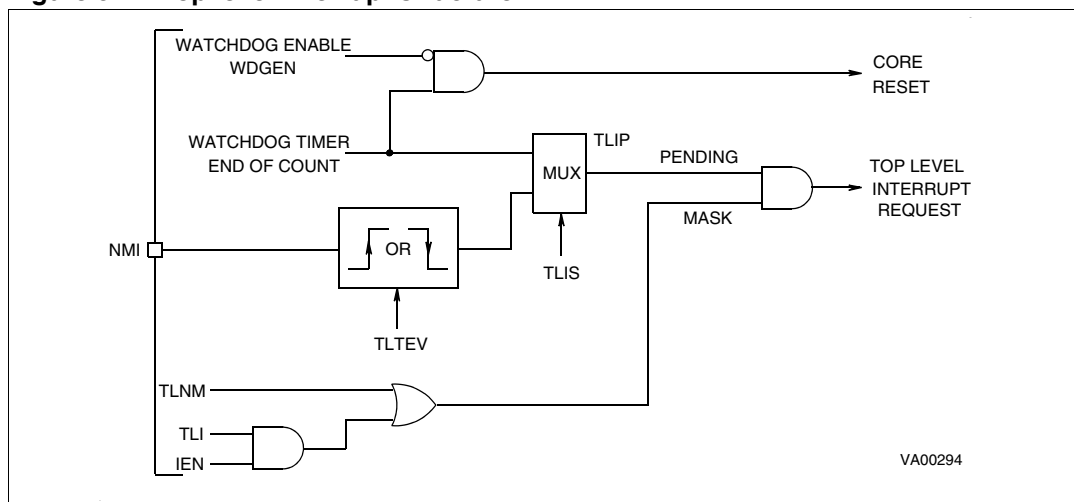 WATCHDOG ENABLE
WDGEN
CORE
RESET
WATCHDOG TIMER
END OF COUNT
TLIP
MUX
PENDING
TOP LEVEL
INTERRUPT
REQUEST
MASK
NMI
OR
TLIS
TLTEV
TLNM
TLI
IEN
VA00294